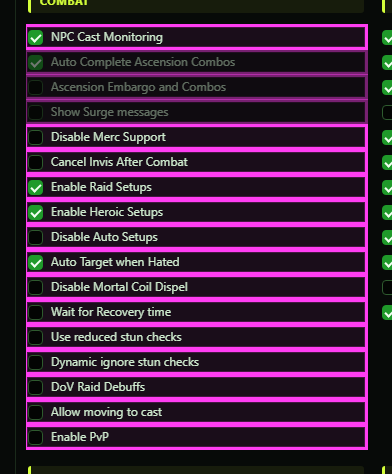 COMBAT
NPC Cast Monitoring
Auto Complete Ascension Combos
Ascension Embargo and Combos
Show Surge messages
Disable Merc Support
Cancel Invis After Combat
Enable Raid Setups
Enable Heroic Setups
Disable Auto Setups
Auto Target when Hated
Disable Mortal Coil Dispel
Wait for Recovery time
Use reduced stun checks
Dynamic ignore stun checks
DoV Raid Debuffs
Allow moving to cast
Enable PvP